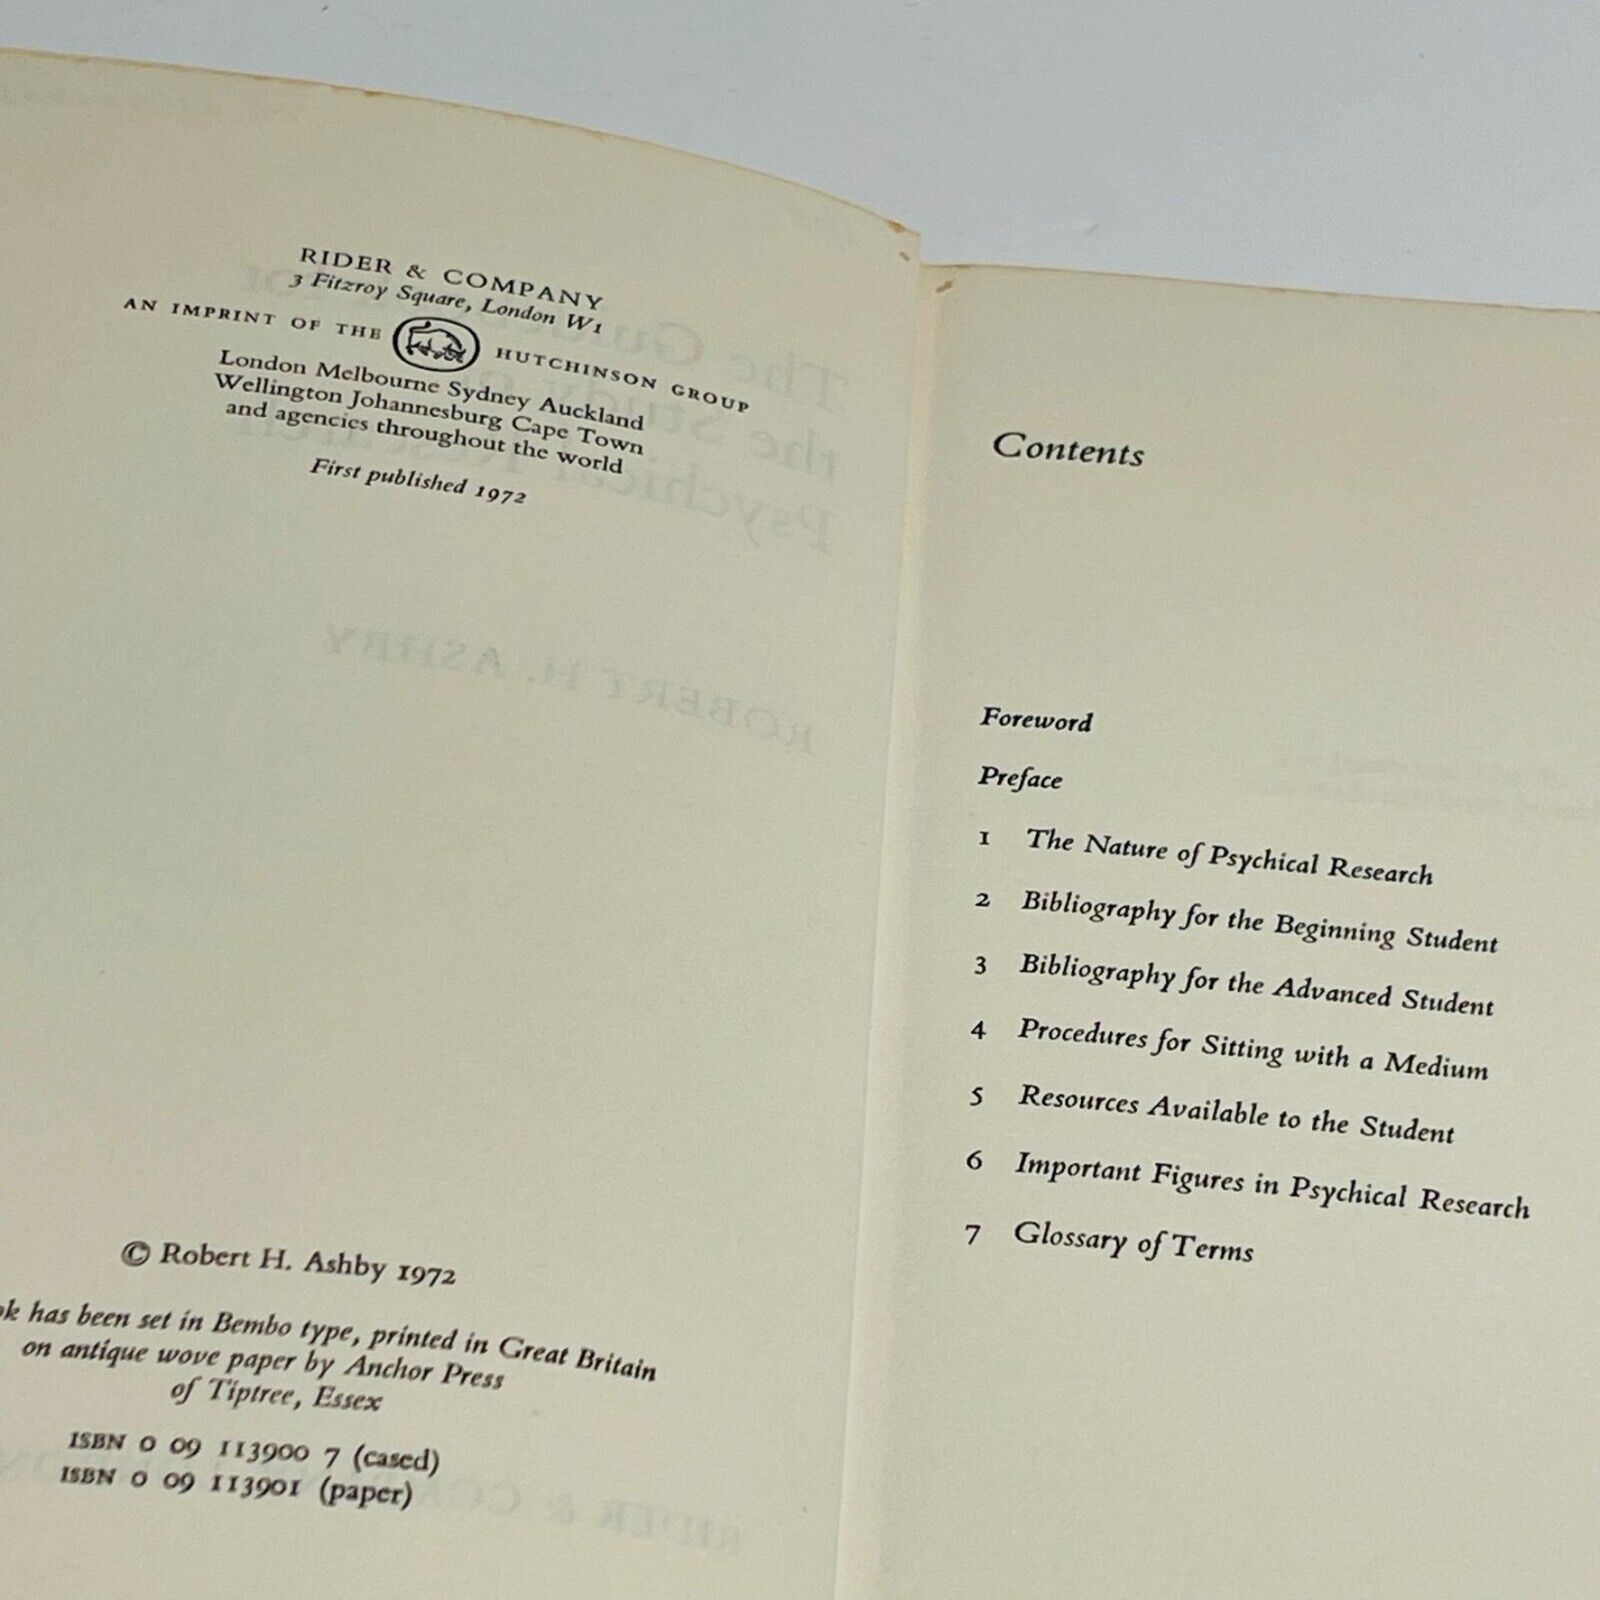 RIDER & COMPANY
3 Fitzroy Square, London W1
AN IMPRINT OF THE HUTCHINSON GROUP
London Melbourne Sydney Auckland
Wellington Johannesburg Cape Town
and agencies throughout the world
First published 1972
© Robert H. Ashby 1972
has been set in Bembo type, printed in Great Britain
on antique wove paper by Anchor Press
of Tiptree, Essex
ISBN 0 09 113900 7 (cased)
ISBN 0 09 113901 (paper)
Contents
Foreword
Preface
1 The Nature of Psychical Research
2 Bibliography for the Beginning Student
3 Bibliography for the Advanced Student
4 Procedures for Sitting with a Medium
5 Resources Available to the Student
6 Important Figures in Psychical Research
7 Glossary of Terms